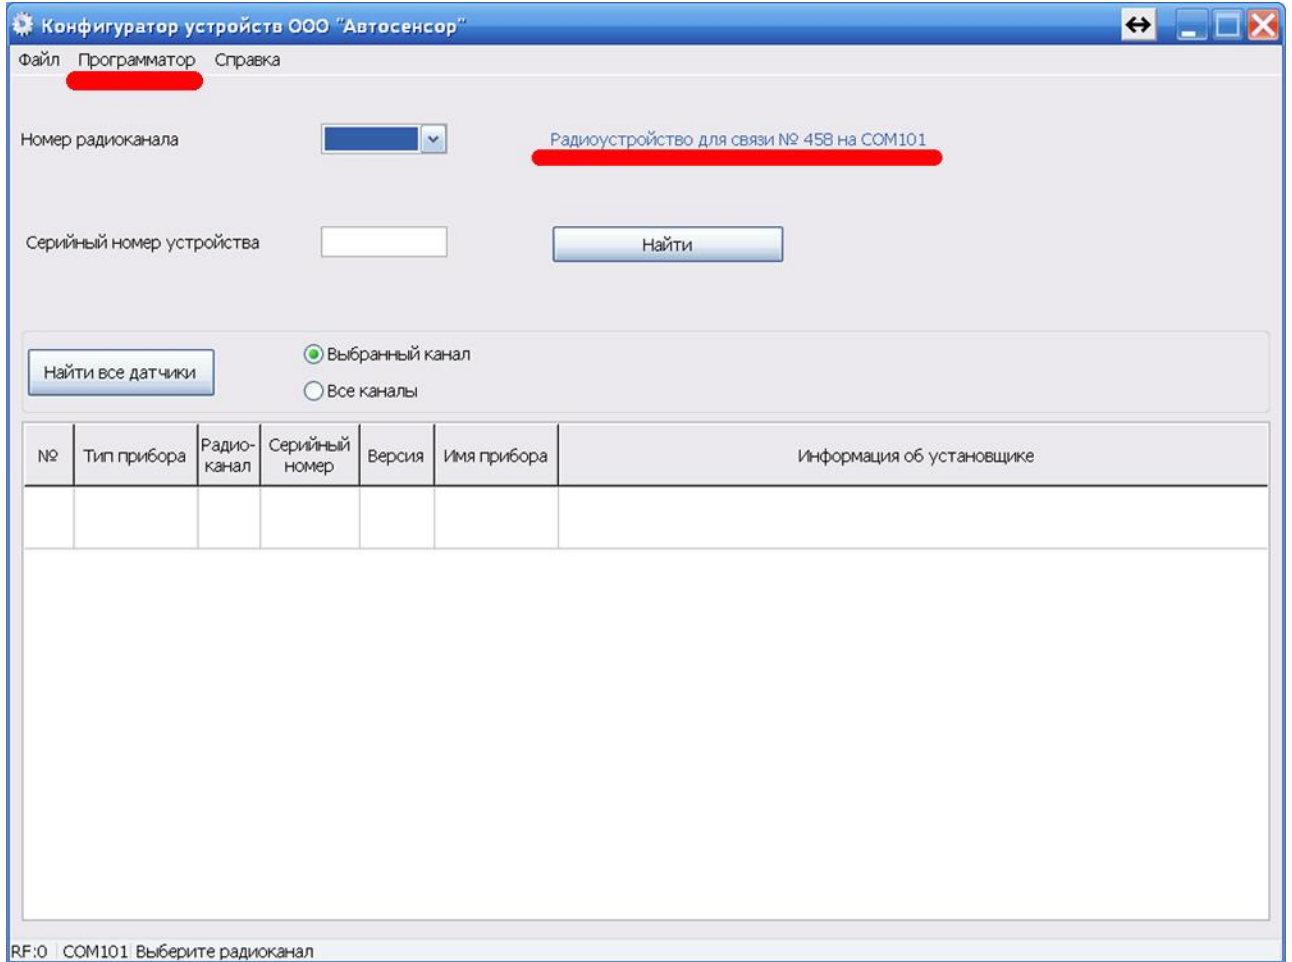 Конфигуратор устройств ООО "Автосенсор"
Файл Программатор Справка
Номер радиоканала
Радиоустройство для связи № 458 на COM101
Серийный номер устройства
Найти
Найти все датчики
Выбранный канал
Все каналы
№ Тип прибора Радио-канал Серийный номер Версия Имя прибора Информация об установщике
RF:0 COM101 Выберите радиоканал